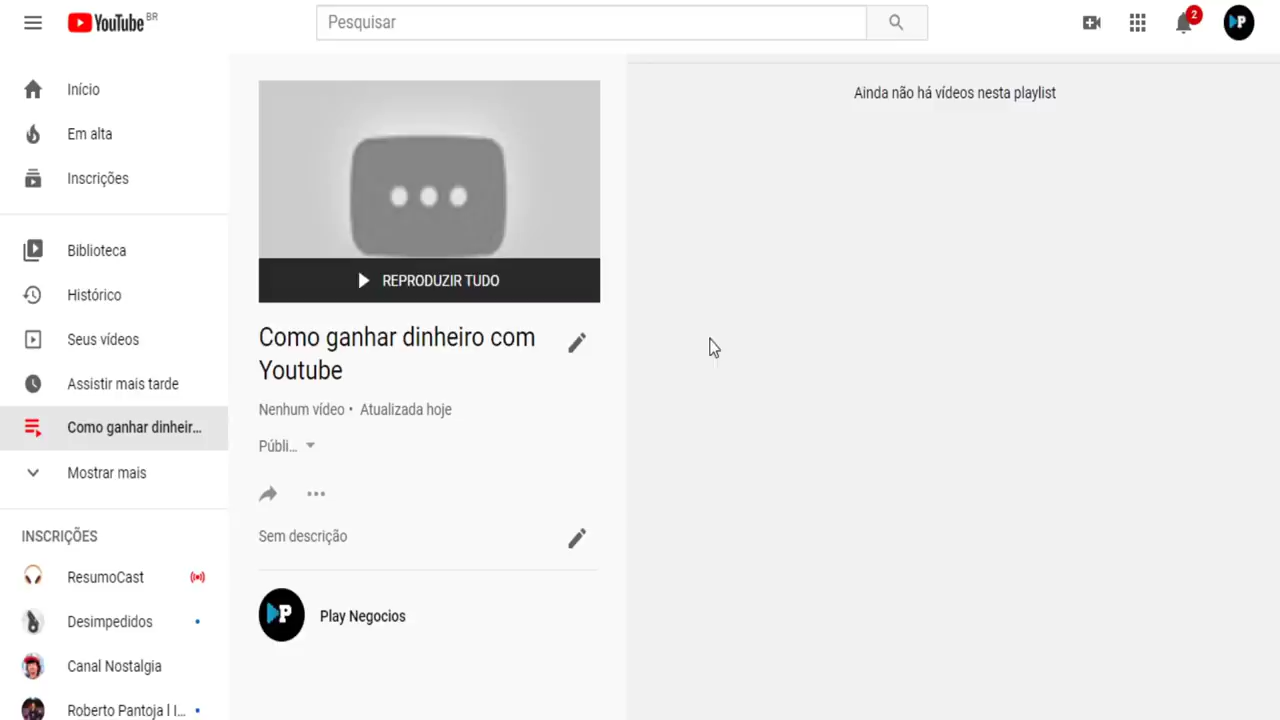 YouTube BR
Pesquisar
2
P
Início
Em alta
Inscrições
Biblioteca
Histórico
Seus vídeos
Assistir mais tarde
Como ganhar dinheir...
Mostrar mais
INSCRIÇÕES
ResumoCast
Desimpedidos
Canal Nostalgia
Roberto Pantoja l I...
REPRODUZIR TUDO
Como ganhar dinheiro com
Youtube
Nenhum vídeo • Atualizada hoje
Públi...
Sem descrição
P
Play Negocios
Ainda não há vídeos nesta playlist